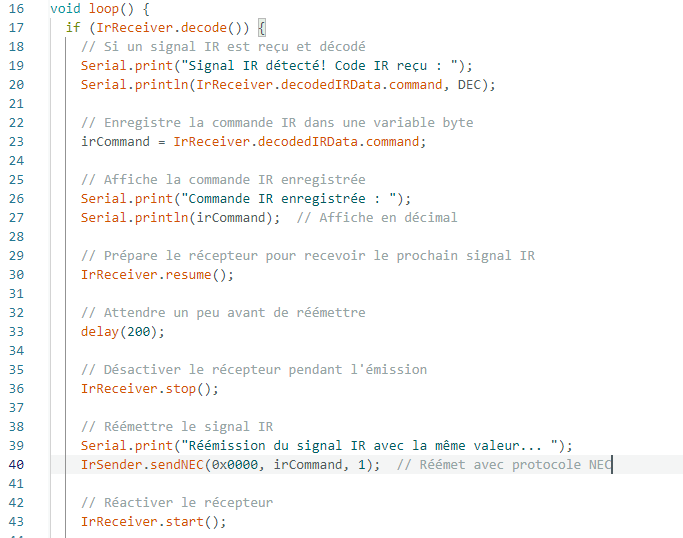 16 void loop() {
17 if (IrReceiver.decode()) {
18 // Si un signal IR est reçu et décodé
19 Serial.print("Signal IR détecté! Code IR reçu : ");
20 Serial.println(IrReceiver.decodedIRData.command, DEC);
21
22 // Enregistre la commande IR dans une variable byte
23 irCommand = IrReceiver.decodedIRData.command;
24
25 // Affiche la commande IR enregistrée
26 Serial.print("Commande IR enregistrée : ");
27 Serial.println(irCommand);  // Affiche en décimal
28
29 // Prépare le récepteur pour recevoir le prochain signal IR
30 IrReceiver.resume();
31
32 // Attendre un peu avant de réémettre
33 delay(200);
34
35 // Désactiver le récepteur pendant l'émission
36 IrReceiver.stop();
37
38 // Réémettre le signal IR
39 Serial.print("Réémission du signal IR avec la même valeur... ");
40 IrSender.sendNEC(0x0000, irCommand, 1);  // Réémet avec protocole NEC
41
42 // Réactiver le récepteur
43 IrReceiver.start();